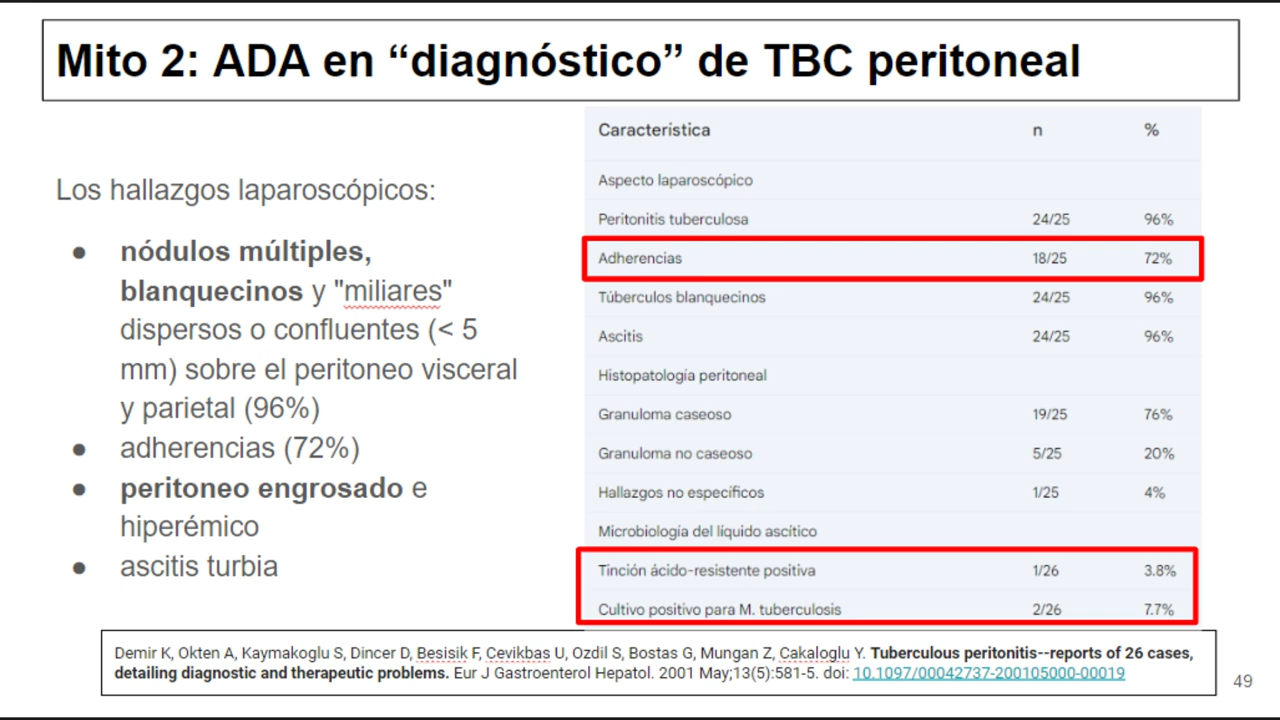 Mito 2: ADA en “diagnóstico” de TBC peritoneal
Los hallazgos laparoscópicos:
● nódulos múltiples,
blanquecinos y "miliares"
dispersos o confluentes (< 5
mm) sobre el peritoneo visceral
y parietal (96%)
● adherencias (72%)
● peritoneo engrosado e
hiperémico
● ascitis turbia
Característica n %
Aspecto laparoscópico
Peritonitis tuberculosa 24/25 96%
Adherencias 18/25 72%
Túberculos blanquecinos 24/25 96%
Ascitis 24/25 96%
Histopatología peritoneal
Granuloma caseoso 19/25 76%
Granuloma no caseoso 5/25 20%
Hallazgos no específicos 1/25 4%
Microbiología del líquido ascítico
Tinción ácido-resistente positiva 1/26 3.8%
Cultivo positivo para M. tuberculosis 2/26 7.7%
Demir K, Okten A, Kaymakoglu S, Dincer D, Besisik F, Cevikbas U, Ozdil S, Bostas G, Mungan Z, Cakaloglu Y. Tuberculous peritonitis--reports of 26 cases,
detailing diagnostic and therapeutic problems. Eur J Gastroenterol Hepatol. 2001 May;13(5):581-5. doi: 10.1097/00042737-200105000-00019
49